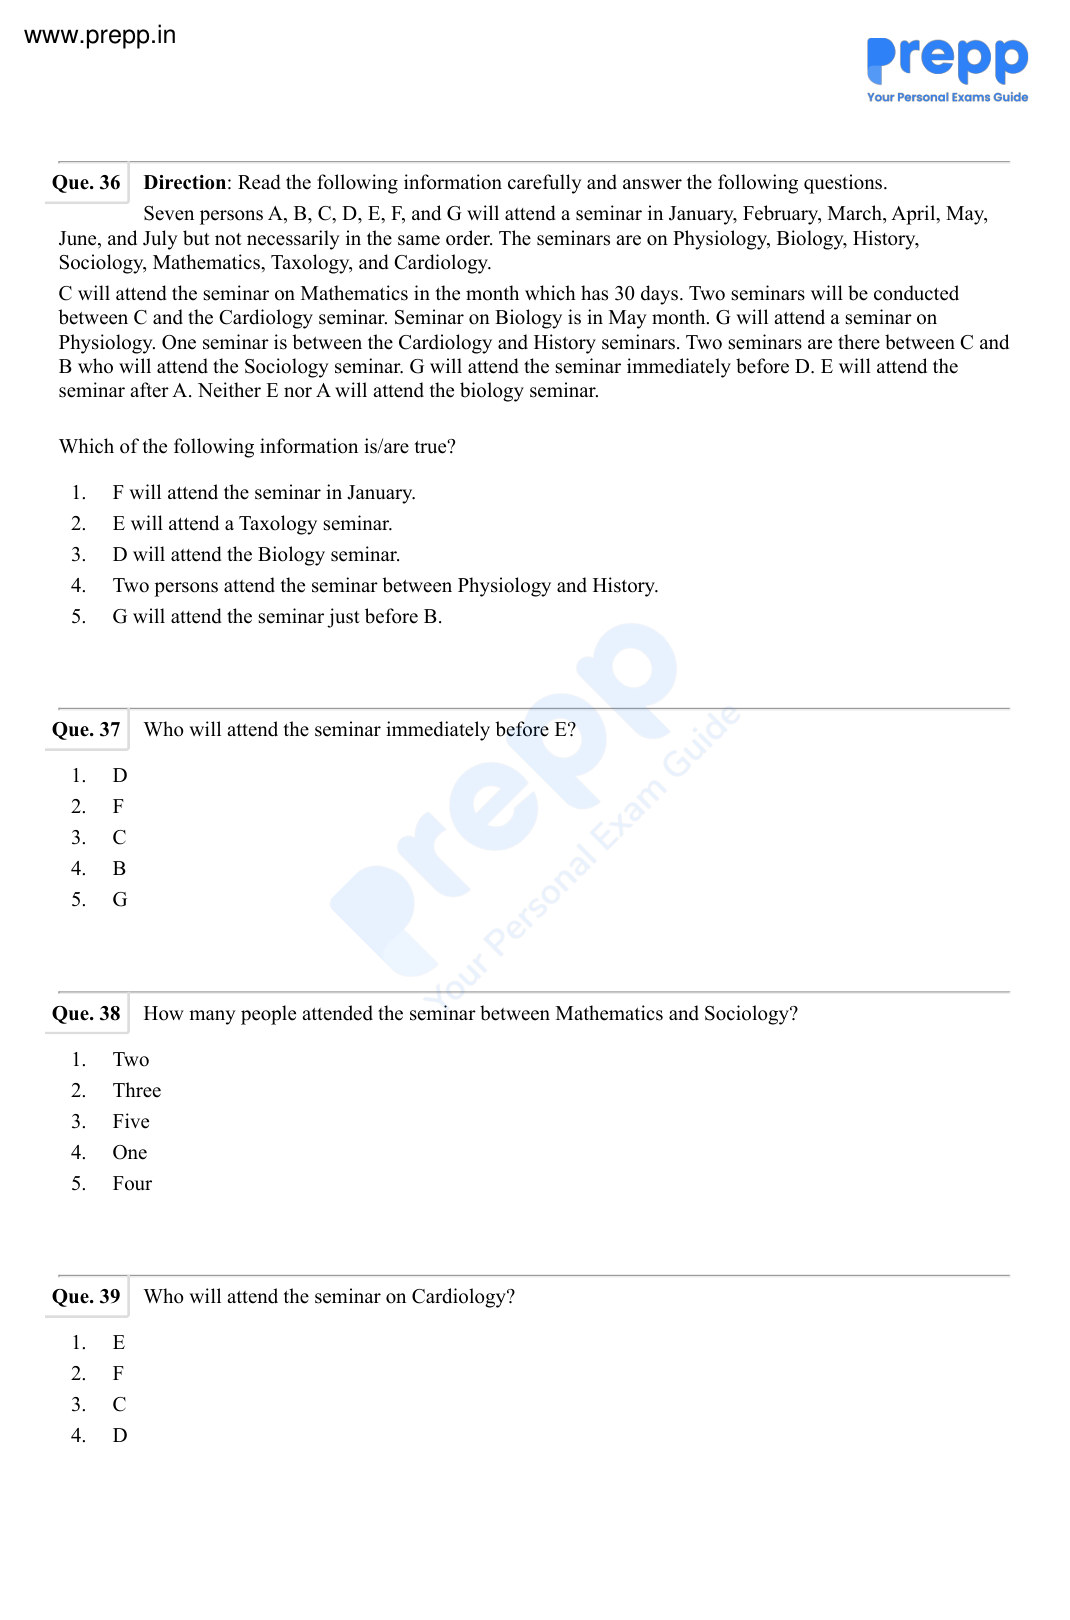 www.prepp.in
Prepp
Your Personal Exams Guide
Que. 36 Direction: Read the following information carefully and answer the following questions.
Seven persons A, B, C, D, E, F, and G will attend a seminar in January, February, March, April, May,
June, and July but not necessarily in the same order. The seminars are on Physiology, Biology, History,
Sociology, Mathematics, Taxology, and Cardiology.
C will attend the seminar on Mathematics in the month which has 30 days. Two seminars will be conducted
between C and the Cardiology seminar. Seminar on Biology is in May month. G will attend a seminar on
Physiology. One seminar is between the Cardiology and History seminars. Two seminars are there between C and
B who will attend the Sociology seminar. G will attend the seminar immediately before D. E will attend the
seminar after A. Neither E nor A will attend the biology seminar.
Which of the following information is/are true?
1. F will attend the seminar in January.
2. E will attend a Taxology seminar.
3. D will attend the Biology seminar.
4. Two persons attend the seminar between Physiology and History.
5. G will attend the seminar just before B.
Que. 37 Who will attend the seminar immediately before E?
1. D
2. F
3. C
4. B
5. G
Prepp
Your Personal Exam Guide
Que. 38 How many people attended the seminar between Mathematics and Sociology?
1. Two
2. Three
3. Five
4. One
5. Four
Que. 39 Who will attend the seminar on Cardiology?
1. E
2. F
3. C
4. D